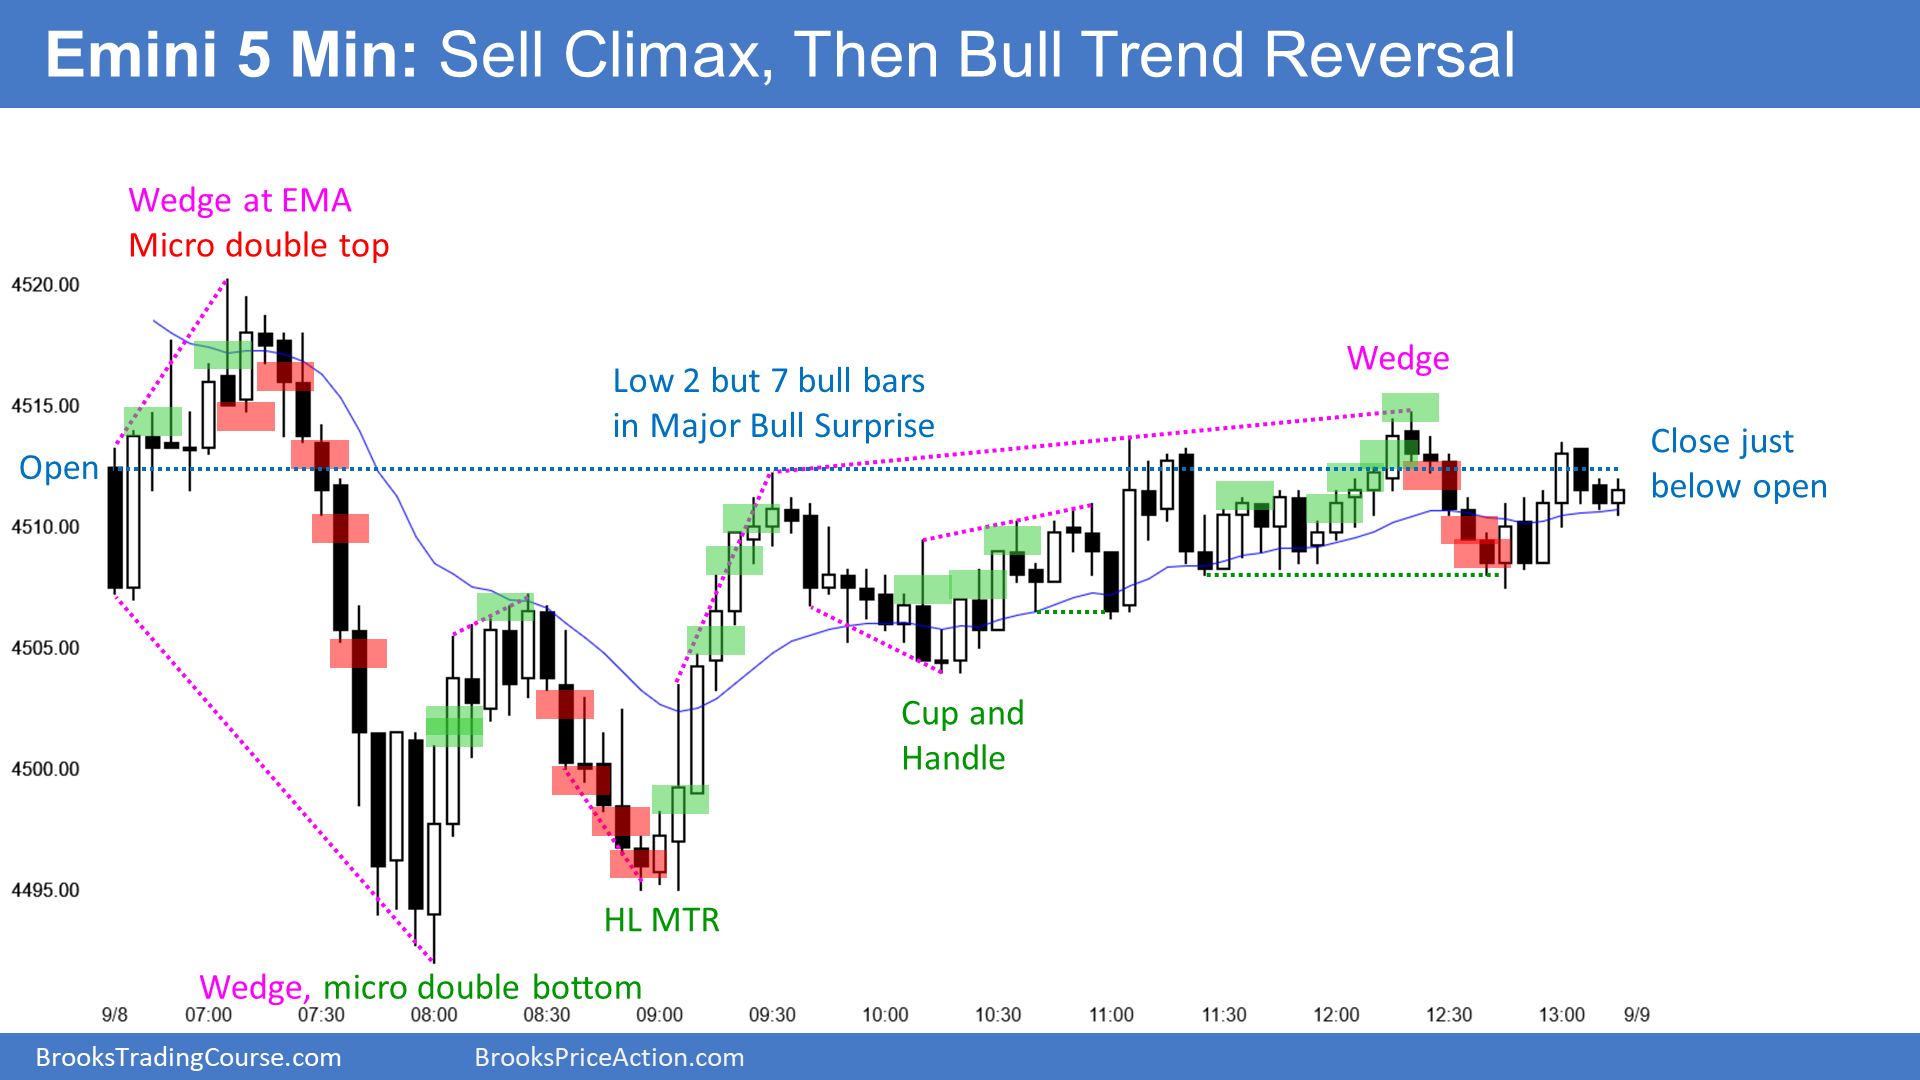 Emini 5 Min: Sell Climax, Then Bull Trend Reversal
Wedge at EMA
Micro double top
4520.00
Wedge
Low 2 but 7 bull bars
in Major Bull Surprise
4515.00
Close just
below open
Open
4510.00
4505.00
Cup and
Handle
4500.00
4495.00
HL MTR
Wedge, micro double bottom
9/8 07:00 07:30 08:00 08:30 09:00 09:30 10:00 10:30 11:00 11:30 12:00 12:30 13:00 9/9
BrooksTradingCourse.com BrooksPriceAction.com